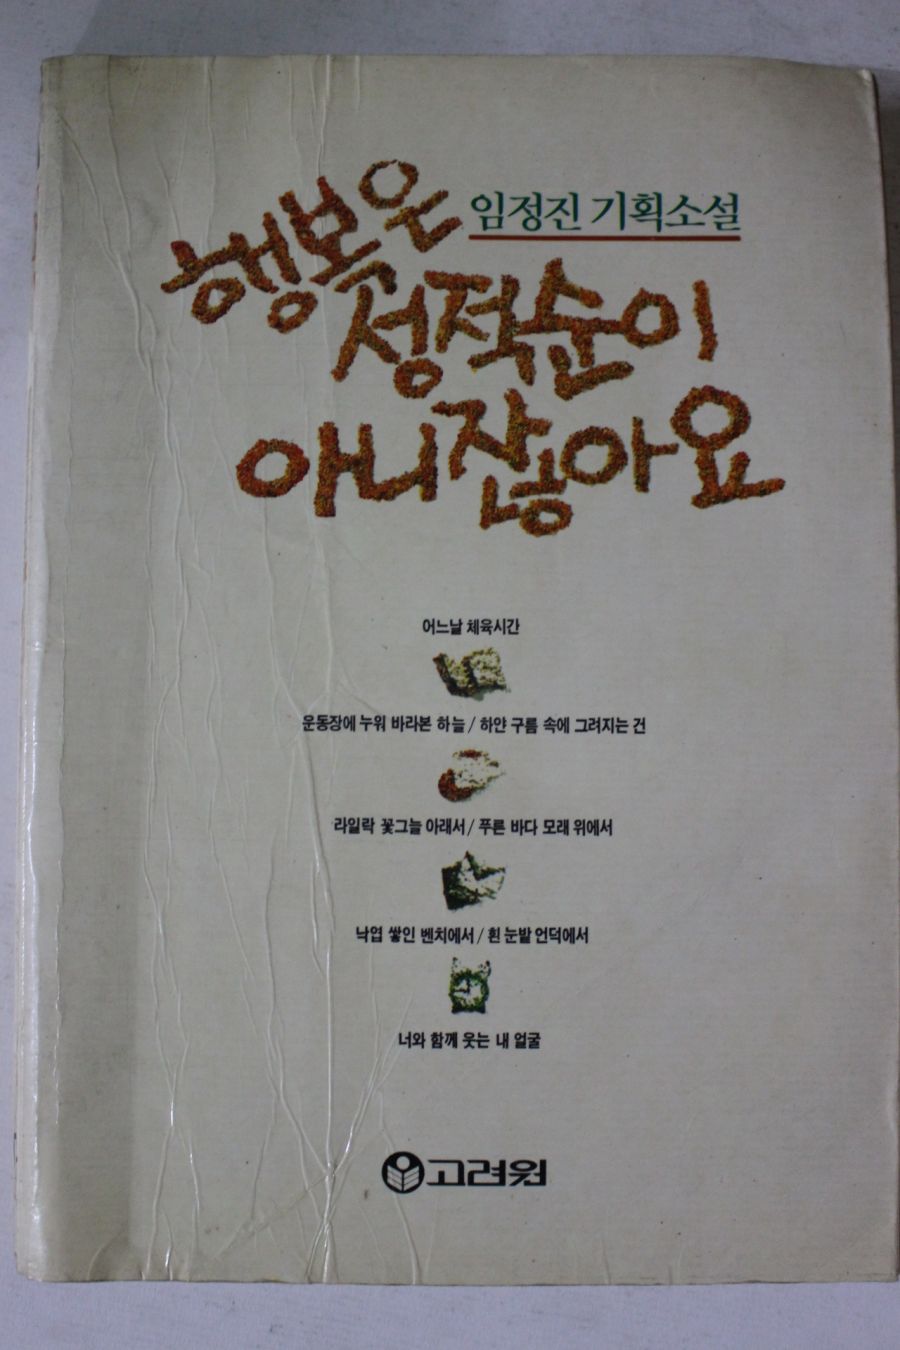 임정진 기획소설
행복은
성적순이
아니잖아요
어느날 체육시간
운동장에 누워 바라본 하늘 / 하얀 구름 속에 그려지는 건
라일락 꽃그늘 아래서 / 푸른 바다 모래 위에서
낙엽 쌓인 벤치에서 / 흰 눈밭 언덕에서
너와 함께 웃는 내 얼굴
고려원